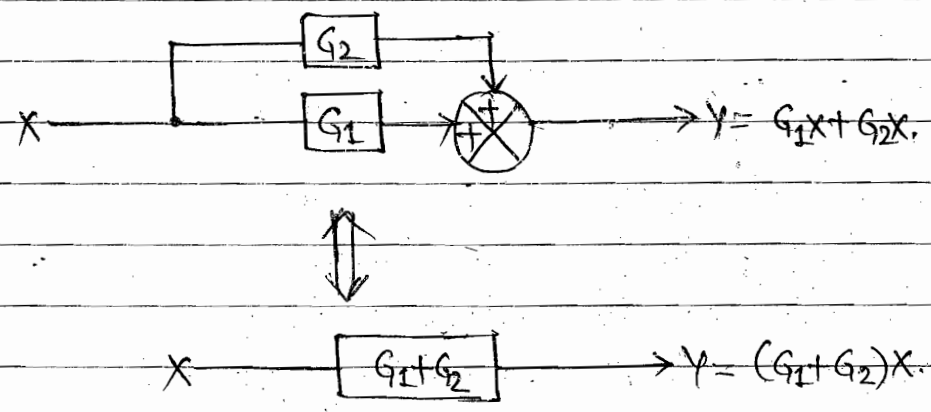 G2
X G1 + + Y = G1X + G2X.
X G1+G2 Y = (G1+G2)X.